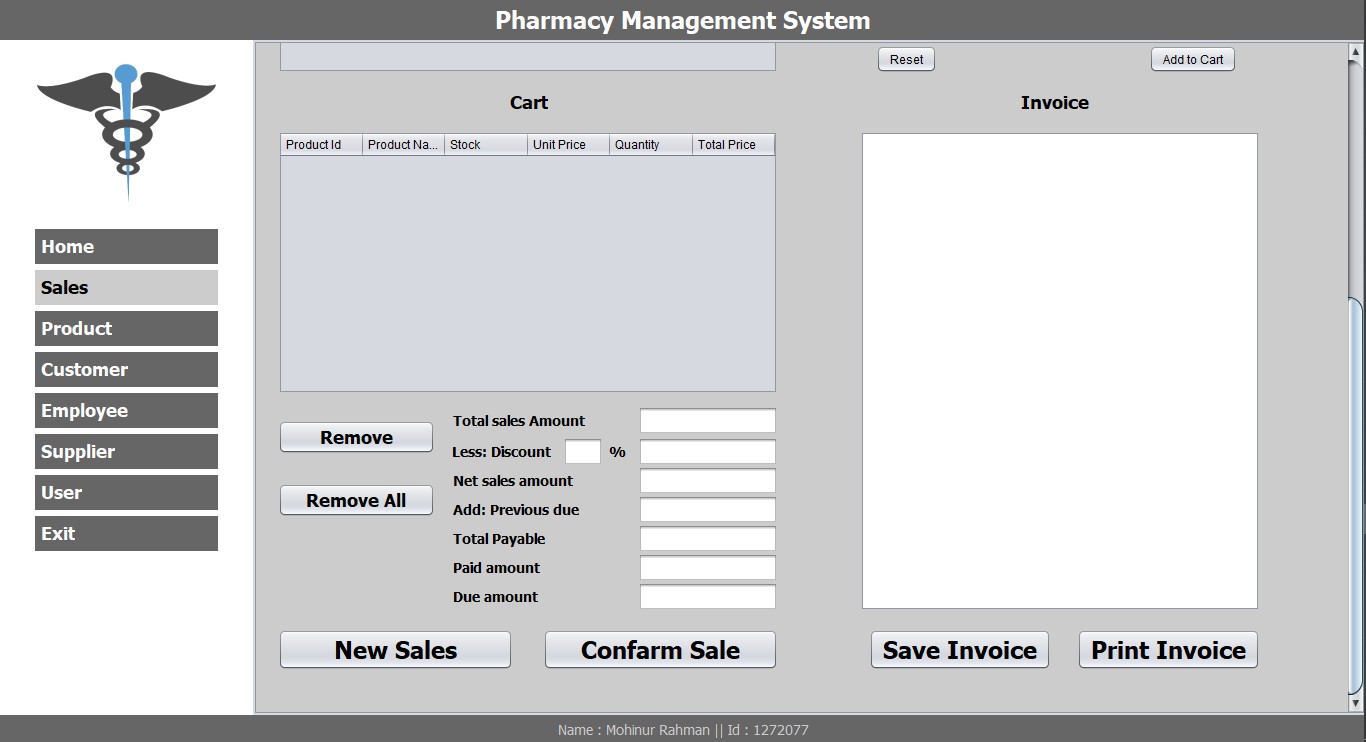 Pharmacy Management System
Home
Sales
Product
Customer
Employee
Supplier
User
Exit
Reset
Add to Cart
Cart
Product Id Product Na... Stock Unit Price Quantity Total Price
Remove
Remove All
Total sales Amount
Less: Discount %
Net sales amount
Add: Previous due
Total Payable
Paid amount
Due amount
New Sales
Confarm Sale
Invoice
Save Invoice
Print Invoice
Name : Mohinur Rahman || Id : 1272077